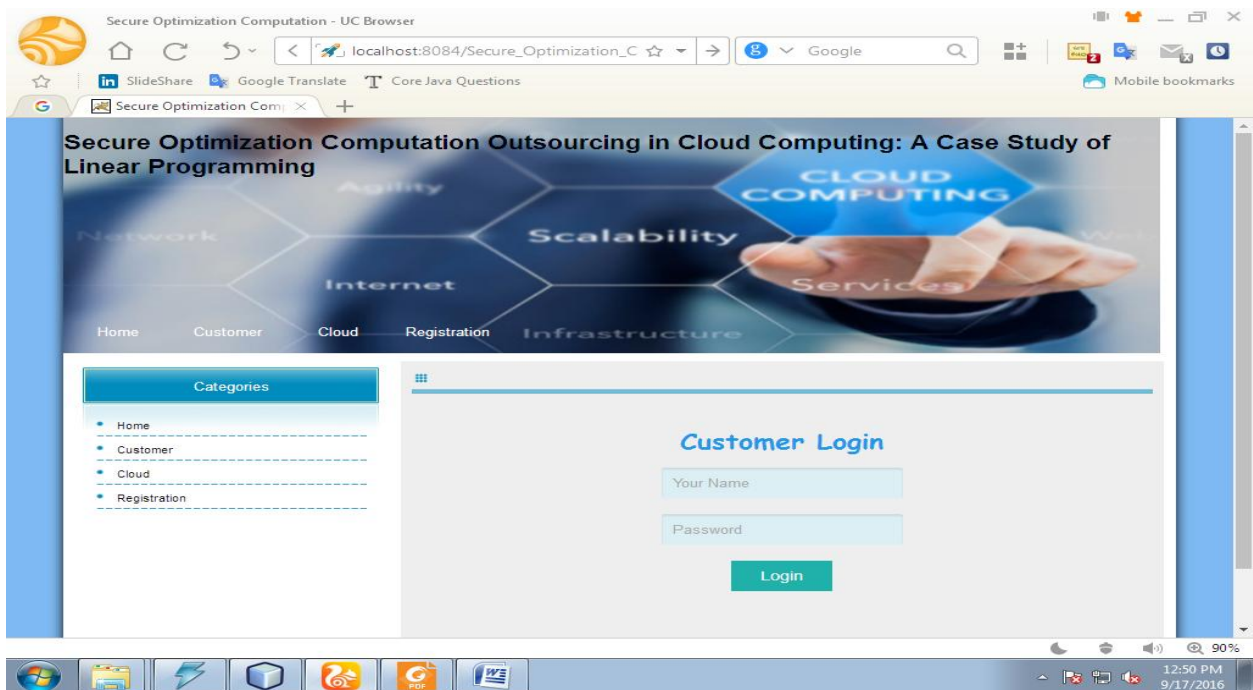 Secure Optimization Computation - UC Browser
localhost:8084/Secure_Optimization_C
Google
SlideShare Google Translate T Core Java Questions
Mobile bookmarks
Secure Optimization Com
Secure Optimization Computation Outsourcing in Cloud Computing: A Case Study of
Linear Programming
Agility
CLOUD
COMPUTING
Network
Scalability
Internet
Services
Infrastructure
Home Customer Cloud Registration
Categories
Home
Customer
Cloud
Registration
Customer Login
Your Name
Password
Login
90%
12:50 PM
9/17/2016